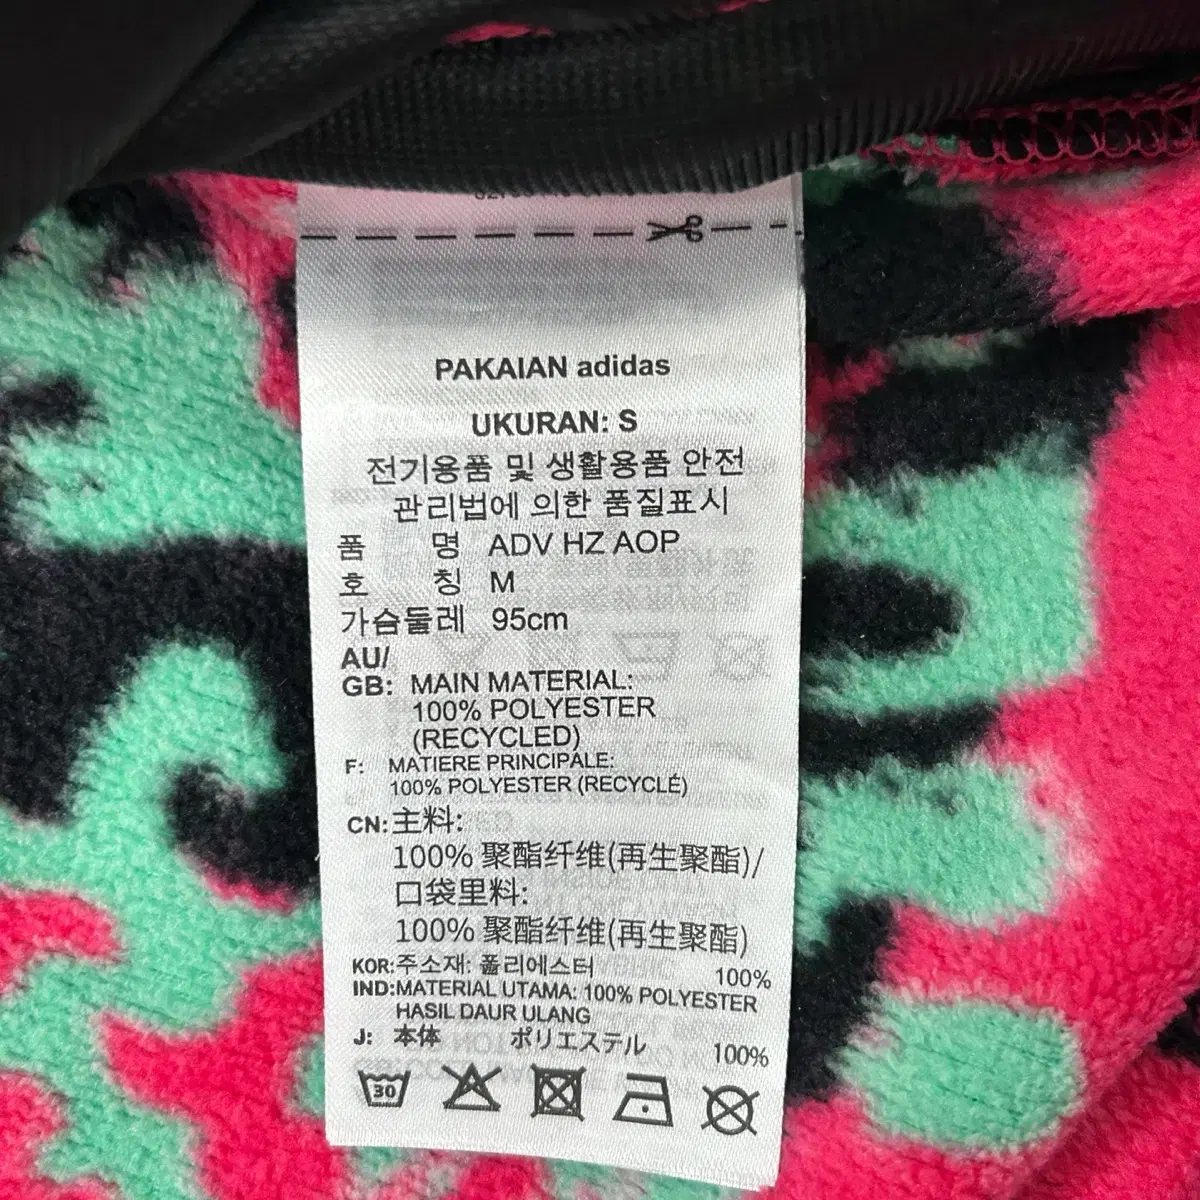 PAKAIAN adidas
UKURAN: S
전기용품 및 생활용품 안전
관리법에 의한 품질표시
품 명 ADV HZ AOP
호 칭 M
가슴둘레 95cm
AU/
GB: MAIN MATERIAL:
100% POLYESTER
(RECYCLED)
F: MATIERE PRINCIPALE:
100% POLYESTER (RECYCLÉ)
CN: 主料:
100% 聚酯纤维(再生聚酯)/
口袋里料:
100% 聚酯纤维(再生聚酯)
KOR: 주소재: 폴리에스터 100%
IND: MATERIAL UTAMA: 100% POLYESTER
HASIL DAUR ULANG
J: 本体 ポリエステル 100%
30